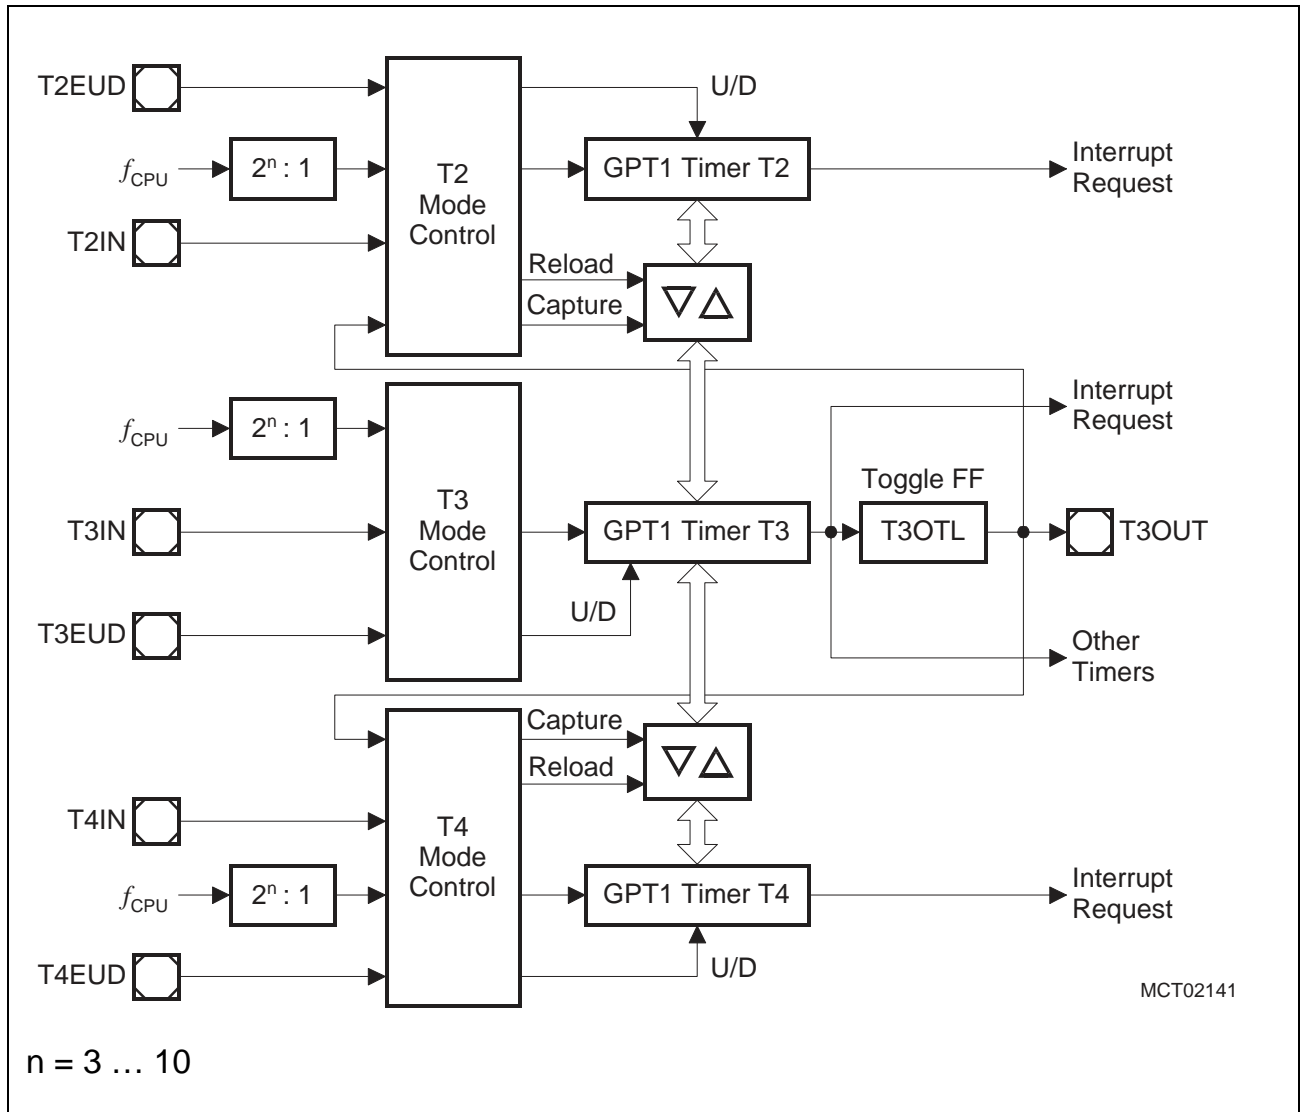 T2EUD
U/D
fCPU
2ⁿ : 1
T2
Mode
Control
GPT1 Timer T2
Interrupt
Request
T2IN
Reload
Capture
fCPU
2ⁿ : 1
Interrupt
Request
Toggle FF
T3IN
T3
Mode
Control
GPT1 Timer T3
T3OTL
T3OUT
U/D
T3EUD
Other
Timers
Capture
Reload
T4IN
T4
Mode
Control
fCPU
2ⁿ : 1
GPT1 Timer T4
Interrupt
Request
T4EUD
U/D
MCT02141
n = 3 … 10